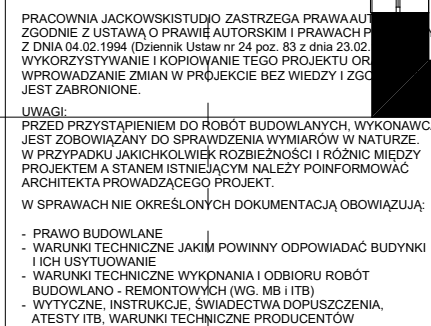 PRACOWNIA JACKOWSKISTUDIO ZASTRZEGA PRAWA
ZGODNIE Z USTAWĄ O PRAWIE AUTORSKIM I PRAWACH
Z DNIA 04.02.1994 (Dziennik Ustaw nr 24 poz. 83 z dnia 23.02.
WYKORZYSTYWANIE I KOPIOWANIE TEGO PROJEKTU
WPROWADZANIE ZMIAN W PROJEKCIE BEZ WIEDZY I
JEST ZABRONIONE.
UWAGI:
PRZED PRZYSTĄPIENIEM DO ROBÓT BUDOWLANYCH, WYKONAWC
JEST ZOBOWIĄZANY DO SPRAWDZENIA WYMIARÓW W NATURZE.
W PRZYPADKU JAKICHKOLWIEK ROZBIEŻNOŚCI I RÓŻNIC MIĘDZY
PROJEKTEM A STANEM ISTNIEJĄCYM NALEŻY POINFORMOWAĆ
ARCHITEKTA PROWADZĄCEGO PROJEKT.
W SPRAWACH NIE OKREŚLONYCH DOKUMENTACJĄ OBOWIĄZUJĄ:
- PRAWO BUDOWLANE
- WARUNKI TECHNICZNE JAKIM POWINNY ODPOWIADAĆ BUDYNKI
I ICH USYTUOWANIE
- WARUNKI TECHNICZNE WYKONANIA I ODBIORU ROBÓT
BUDOWLANO - REMONTOWYCH (WG. MB i ITB)
- WYTYCZNE, INSTRUKCJE, ŚWIADECTWA DOPUSZCZENIA,
ATESTY ITB, WARUNKI TECHNICZNE PRODUCENTÓW